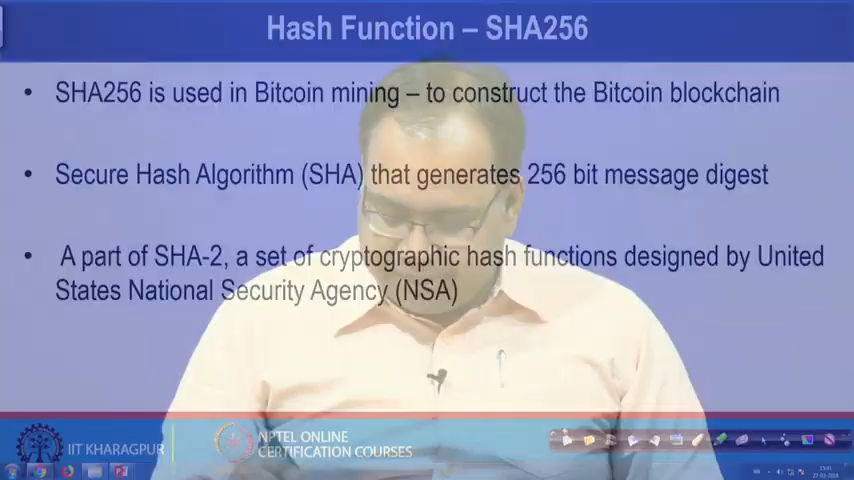 Hash Function – SHA256
• SHA256 is used in Bitcoin mining – to construct the Bitcoin blockchain
• Secure Hash Algorithm (SHA) that generates 256 bit message digest
• A part of SHA-2, a set of cryptographic hash functions designed by United
States National Security Agency (NSA)
IIT KHARAGPUR
NPTEL ONLINE
CERTIFICATION COURSES